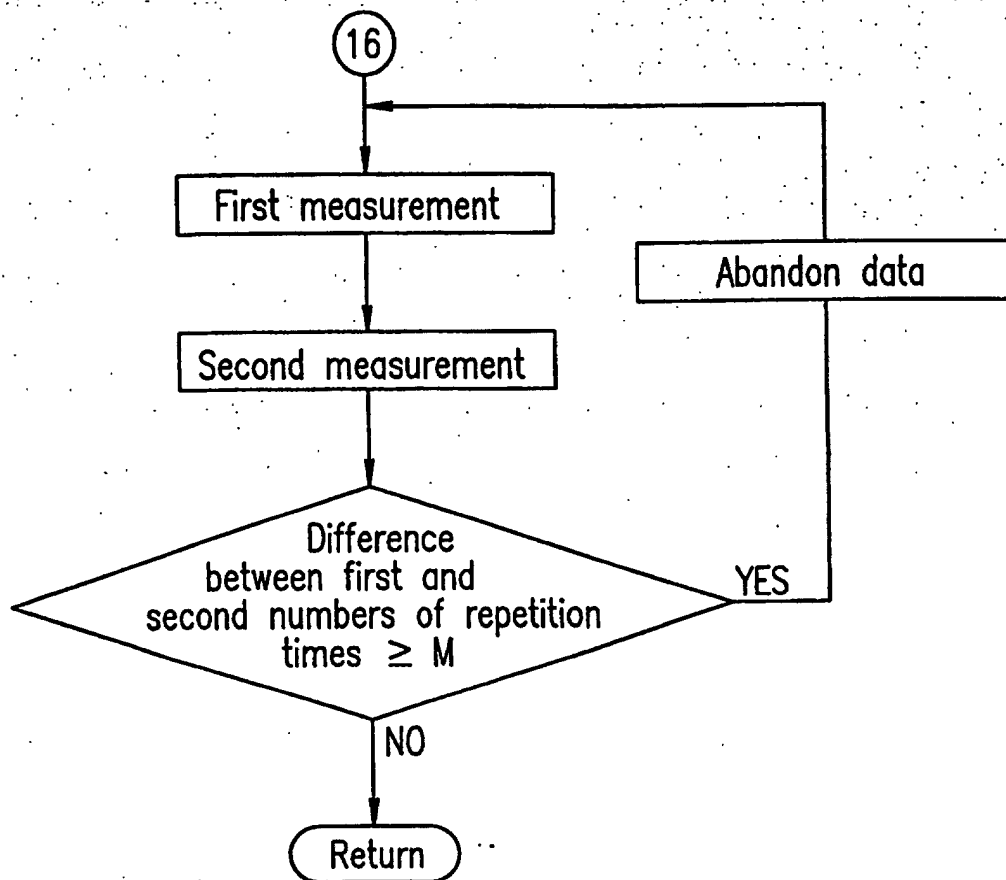 16
First measurement
Abandon data
Second measurement
Difference
between first and
second numbers of repetition
times ≥ M
YES
NO
Return